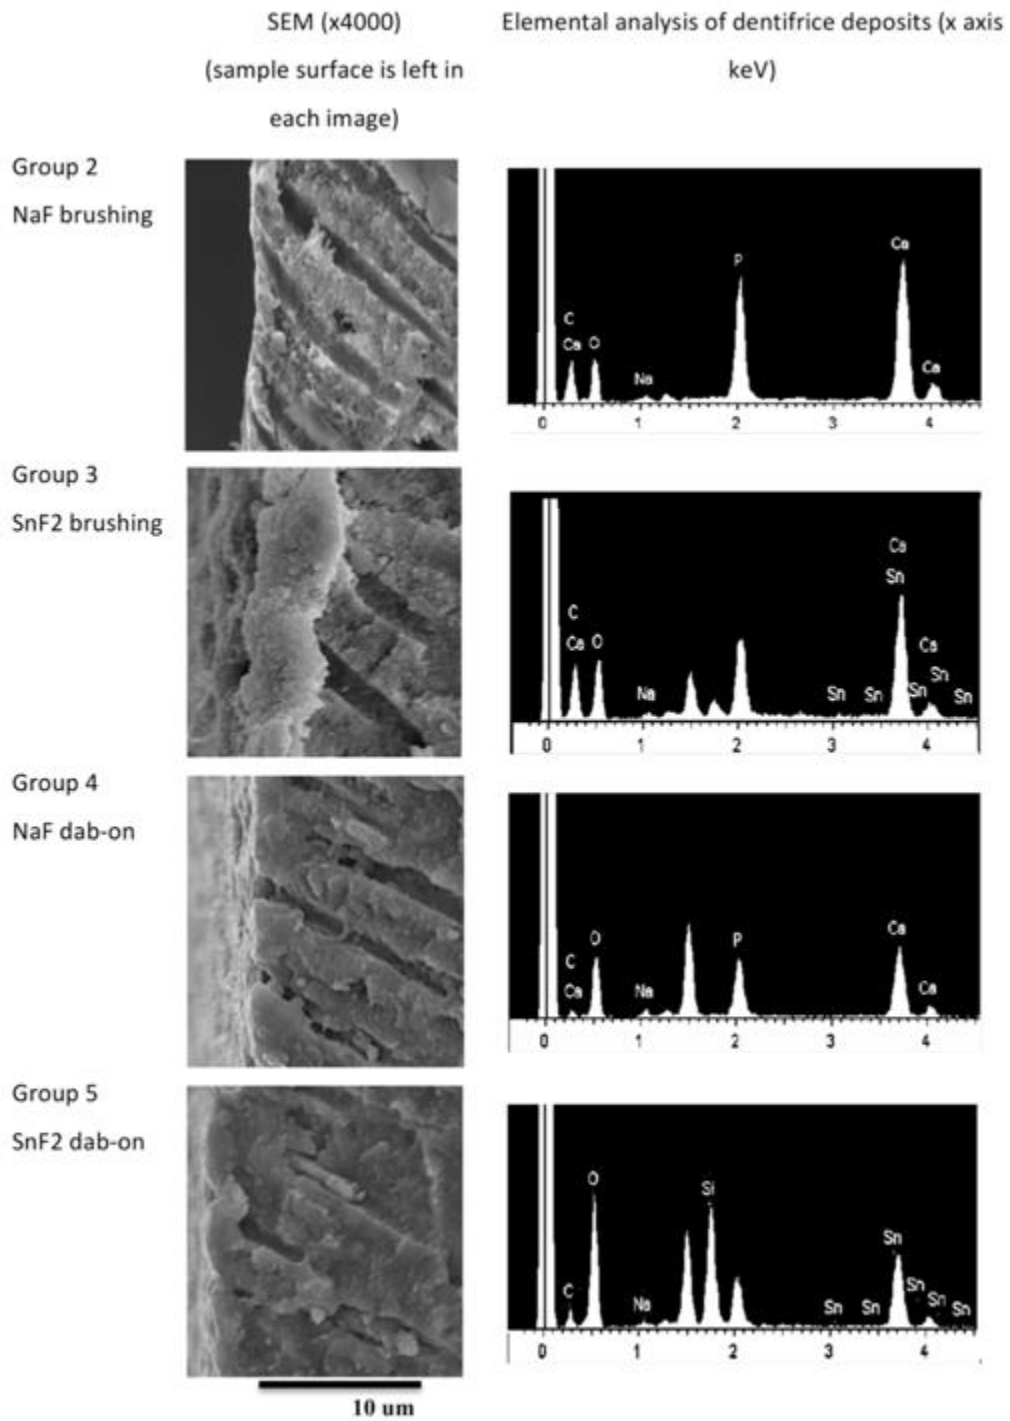 SEM (x4000)
(sample surface is left in
each image)
Elemental analysis of dentifrice deposits (x axis
keV)
Group 2
NaF brushing
C
Ca O
Na
P
Ca
Ca
0 1 2 3 4
Group 3
SnF2 brushing
C
Ca O
Na
Sn
Sn
Ca
Sn
Sn
Ca
Sn
Sn
0 1 2 3 4
Group 4
NaF dab-on
C
Ca
O
Na
P
Ca
Ca
0 1 2 3 4
Group 5
SnF2 dab-on
C
O
Na
Si
Sn
Sn
Sn
Sn
Sn
Sn
0 1 2 3 4
10 um